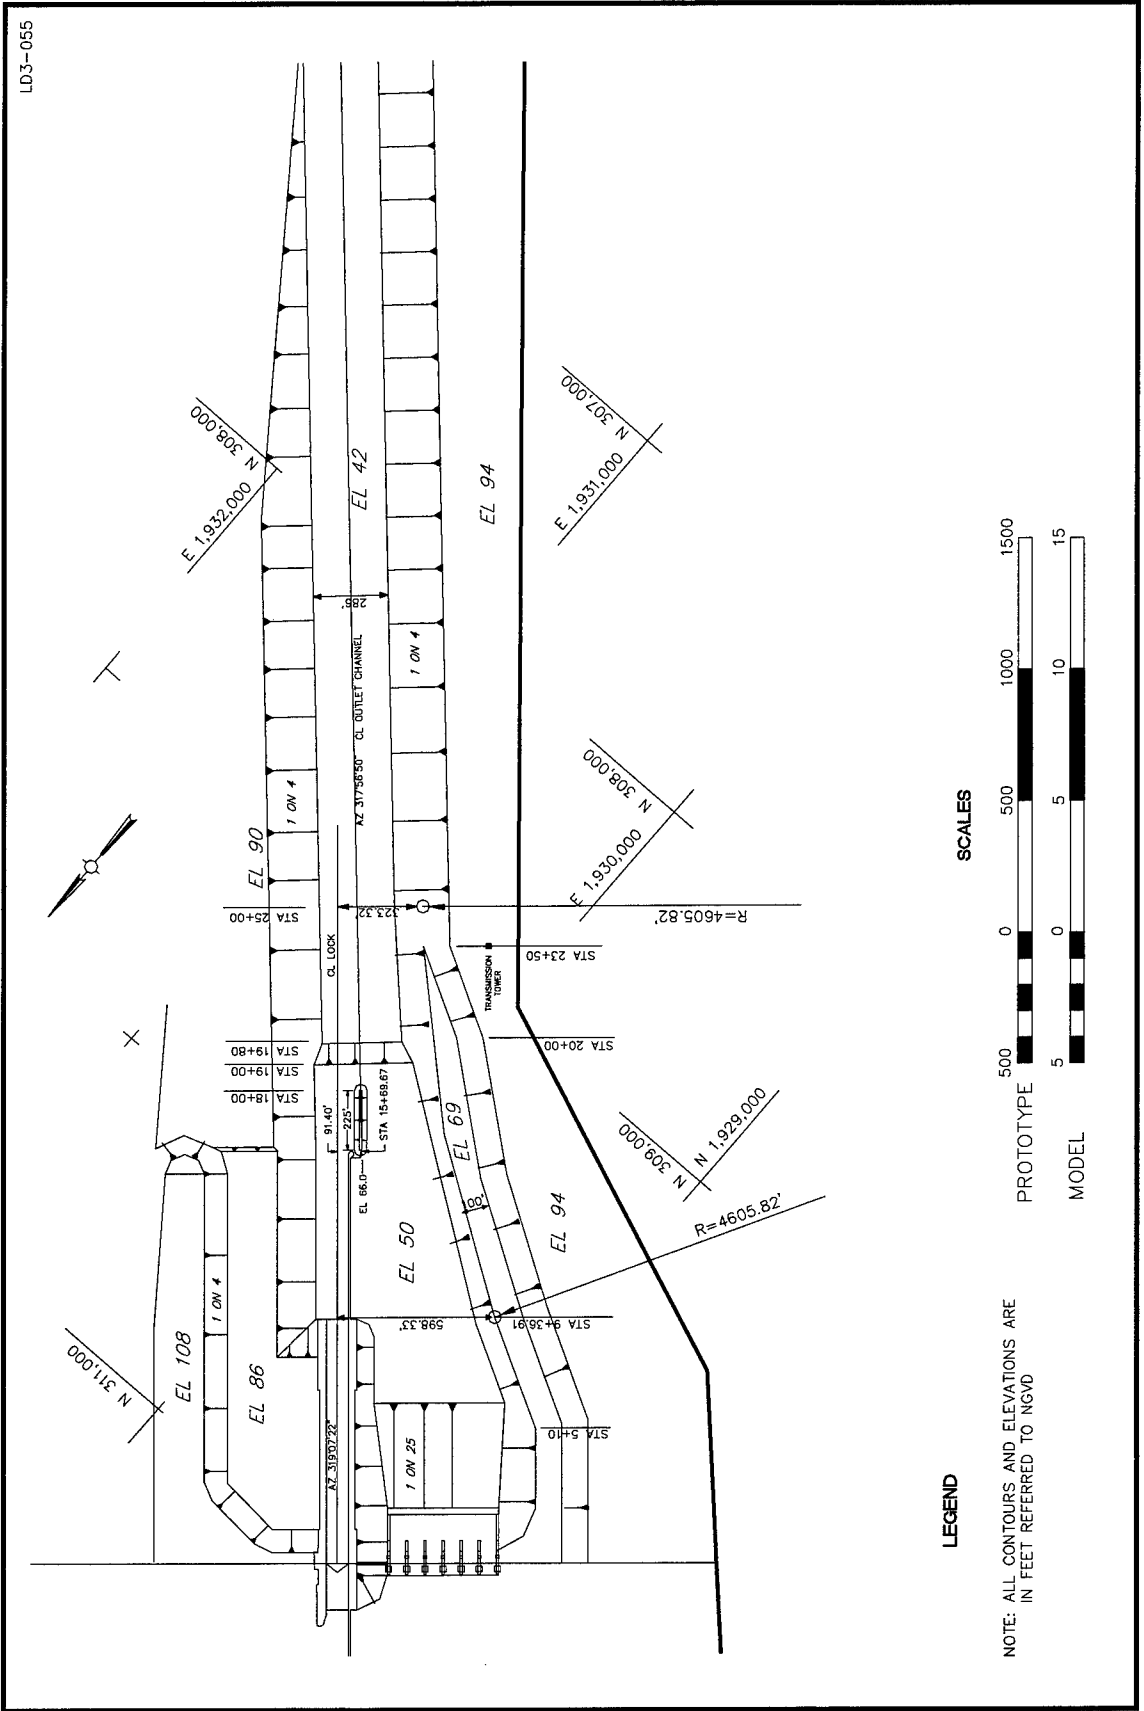 LD3-055
N 308,000
E 1,932,000
EL 42
EL 94
N 307,000
E 1,931,000
286'
1 ON 4
AZ 317°56'50" CL OUTLET CHANNEL
1 ON 4
EL 90
STA 25+00
323.32'
R=4605.82'
N 308,000
E 1,930,000
CL LOCK
TRANSMISSION
TOWER
STA 23+50
STA 20+00
STA 19+80
STA 19+00
STA 18+00
91.40'
225'
STA 15+69.67
EL 66.0
EL 69
100'
EL 50
EL 94
N 309,000
N 1,929,000
R=4605.82'
598.33'
STA 9+36.91
1 ON 4
EL 108
EL 86
N 311,000
AZ 319°07'22"
1 ON 25
STA 5+10
SCALES
PROTOTYPE
500 0 500 1000 1500
MODEL
5 0 5 10 15
LEGEND
NOTE: ALL CONTOURS AND ELEVATIONS ARE
IN FEET REFERRED TO NGVD